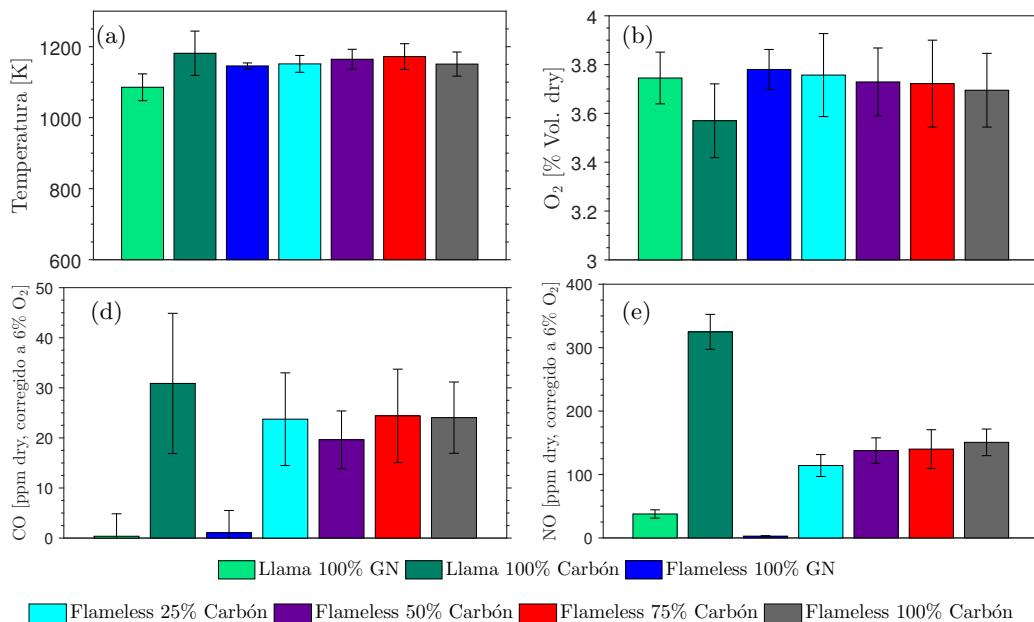 (a)
Temperatura [K]
1200
1000
800
600
(b)
O₂ [% Vol. dry]
4
3.8
3.6
3.4
3.2
3
(d)
CO [ppm dry, corregido a 6% O₂]
50
40
30
20
10
0
(e)
NO [ppm dry, corregido a 6% O₂]
400
300
200
100
0
Llama 100% GN Llama 100% Carbón Flameless 100% GN
Flameless 25% Carbón Flameless 50% Carbón Flameless 75% Carbón Flameless 100% Carbón